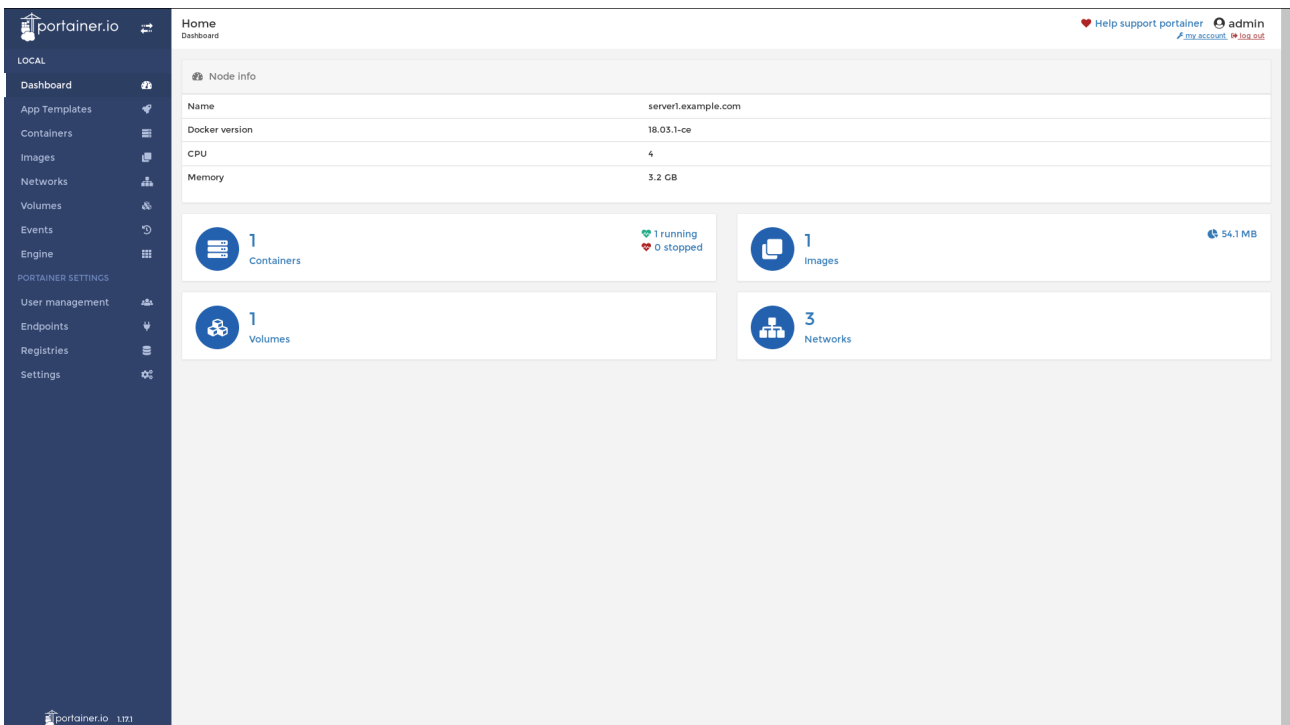 portainer.io
LOCAL
Dashboard
App Templates
Containers
Images
Networks
Volumes
Events
Engine
PORTAINER SETTINGS
User management
Endpoints
Registries
Settings
portainer.io 1.17.1
Home
Dashboard
Help support portainer admin
my account log out
Node info
Name server1.example.com
Docker version 18.03.1-ce
CPU 4
Memory 3.2 GB
1
Containers
1 running
0 stopped
1
Images
54.1 MB
1
Volumes
3
Networks